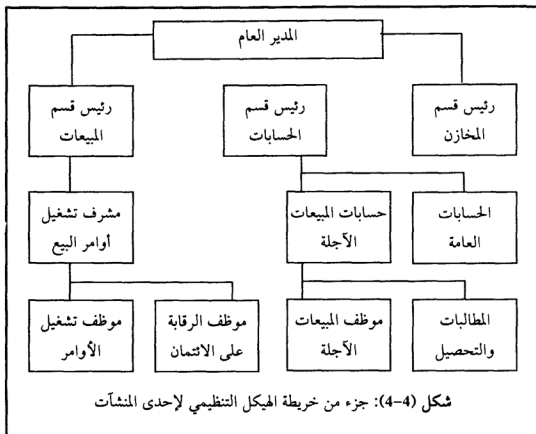 المدير العام
رئيس قسم
المخازن
رئيس قسم
الحسابات
رئيس قسم
المبيعات
الحسابات
العامة
حسابات المبيعات
الآجلة
مشرف تشغيل
أوامر البيع
المطالبات
والتحصيل
موظف المبيعات
الآجلة
موظف الرقابة
على الائتمان
موظف تشغيل
الأوامر
شكل (4–4): جزء من خريطة الهيكل التنظيمي لإحدى المنشآت